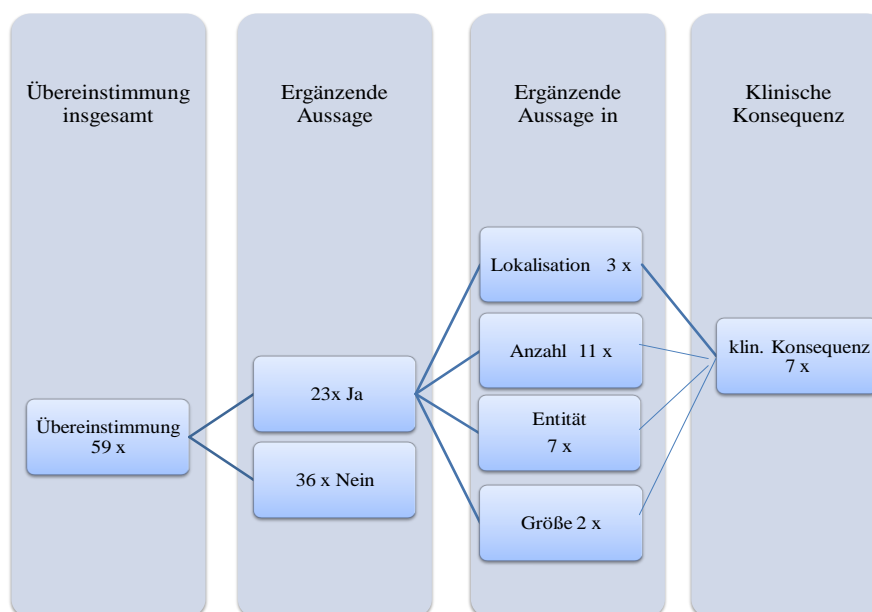 Übereinstimmung
insgesamt
Ergänzende
Aussage
Ergänzende
Aussage in
Klinische
Konsequenz
Übereinstimmung
59 x
23x Ja
36 x Nein
Lokalisation 3 x
Anzahl 11 x
Entität
7 x
Größe 2 x
klin. Konsequenz
7 x